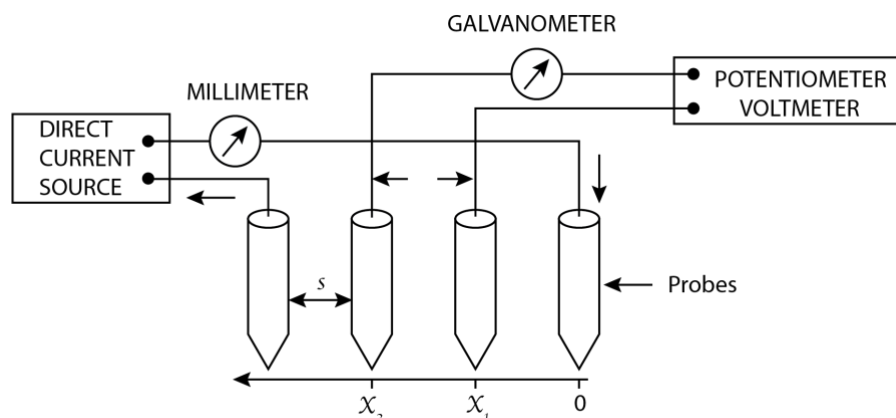 GALVANOMETER
MILLIMETER
POTENTIOMETER
VOLTMETER
DIRECT
CURRENT
SOURCE
s
Probes
X₂ X₁ 0